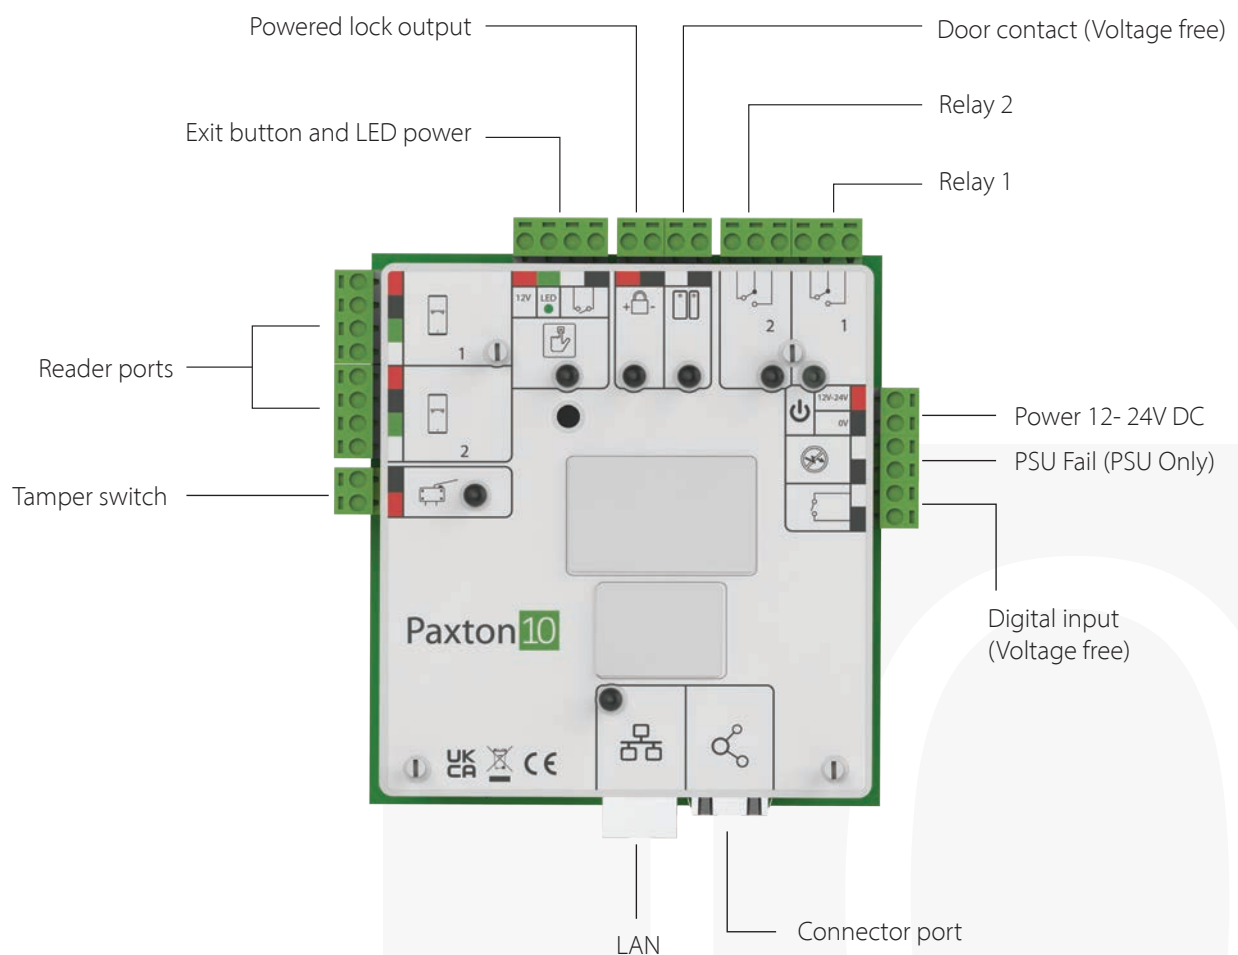 Powered lock output
Door contact (Voltage free)
Relay 2
Exit button and LED power
Relay 1
12V
LED
+
-
2
1
1
Reader ports
2
12V-24V
0V
Power 12- 24V DC
PSU Fail (PSU Only)
Tamper switch
Digital input
(Voltage free)
Paxton10
UK
CA
CE
LAN
Connector port